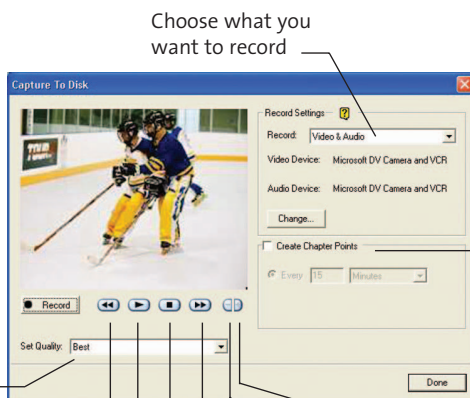 Choose what you
want to record
Capture To Disk
Record Settings
Record: Video & Audio
Video Device: Microsoft DV Camera and VCR
Audio Device: Microsoft DV Camera and VCR
Change...
Create Chapter Points
Every 15 Minutes
Record
Set Quality: Best
Done